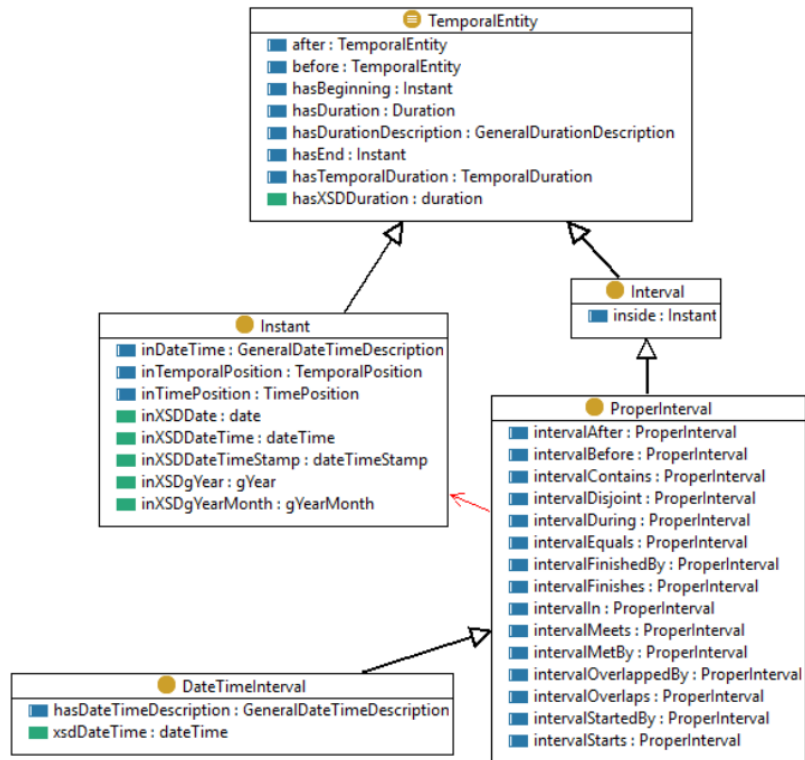 TemporalEntity
after : TemporalEntity
before : TemporalEntity
hasBeginning : Instant
hasDuration : Duration
hasDurationDescription : GeneralDurationDescription
hasEnd : Instant
hasTemporalDuration : TemporalDuration
hasXSDDuration : duration
Interval
inside : Instant
Instant
inDateTime : GeneralDateTimeDescription
inTemporalPosition : TemporalPosition
inTimePosition : TimePosition
inXSDDate : date
inXSDDateTime : dateTime
inXSDDateTimeStamp : dateTimeStamp
inXSDgYear : gYear
inXSDgYearMonth : gYearMonth
ProperInterval
intervalAfter : ProperInterval
intervalBefore : ProperInterval
intervalContains : ProperInterval
intervalDisjoint : ProperInterval
intervalDuring : ProperInterval
intervalEquals : ProperInterval
intervalFinishedBy : ProperInterval
intervalFinishes : ProperInterval
intervalIn : ProperInterval
intervalMeets : ProperInterval
intervalMetBy : ProperInterval
intervalOverlappedBy : ProperInterval
intervalOverlaps : ProperInterval
intervalStartedBy : ProperInterval
intervalStarts : ProperInterval
DateTimeInterval
hasDateTimeDescription : GeneralDateTimeDescription
xsdDateTime : dateTime